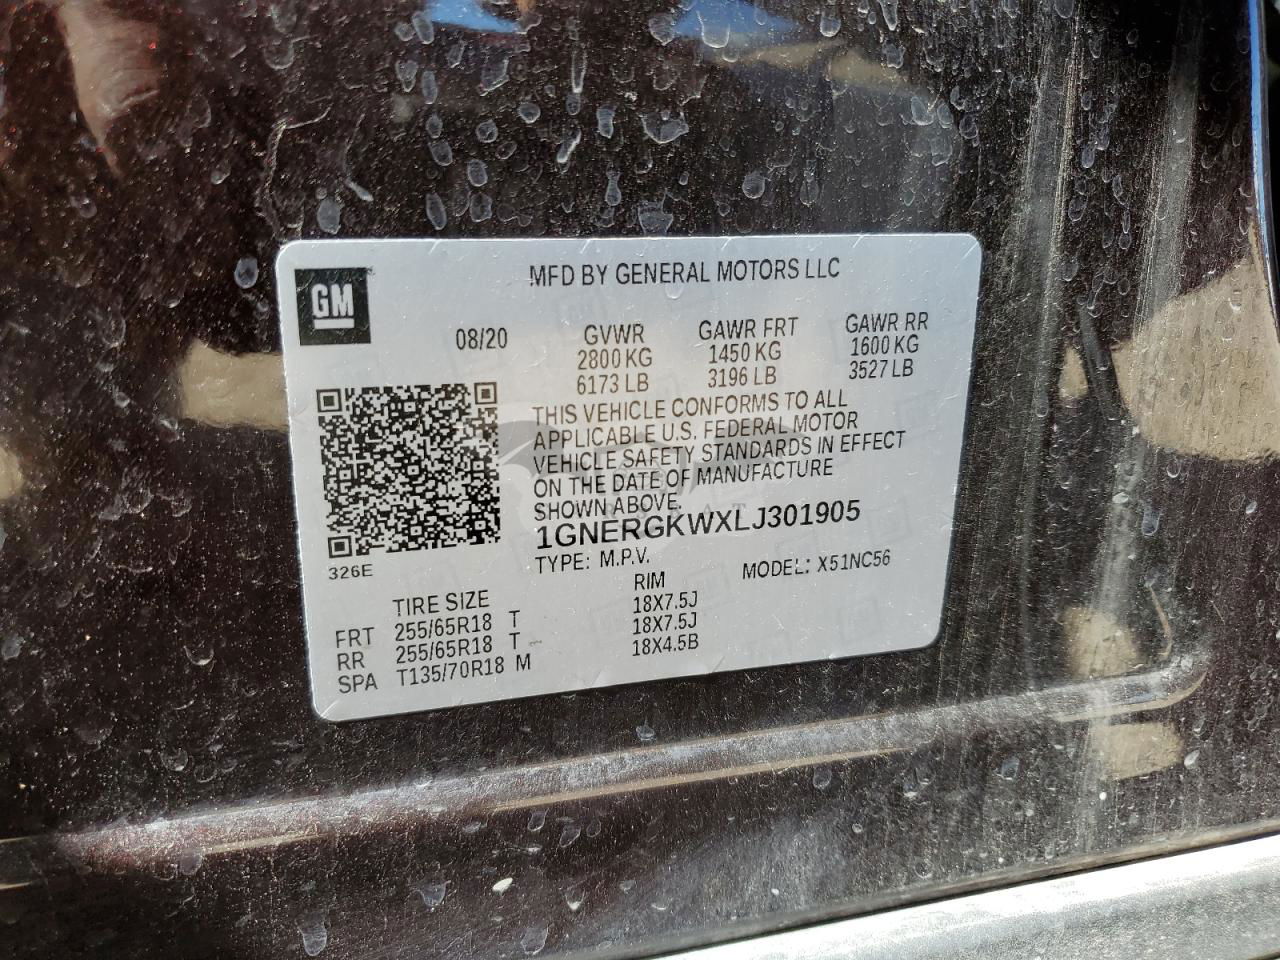 GM
MFD BY GENERAL MOTORS LLC
08/20 GVWR GAWR FRT GAWR RR
2800 KG 1450 KG 1600 KG
6173 LB 3196 LB 3527 LB
THIS VEHICLE CONFORMS TO ALL
APPLICABLE U.S. FEDERAL MOTOR
VEHICLE SAFETY STANDARDS IN EFFECT
ON THE DATE OF MANUFACTURE
SHOWN ABOVE.
1GNERGKWXLJ301905
326E
TYPE: M.P.V. MODEL: X51NC56
TIRE SIZE RIM
FRT 255/65R18 T 18X7.5J
RR 255/65R18 T 18X7.5J
SPA T135/70R18 M 18X4.5B